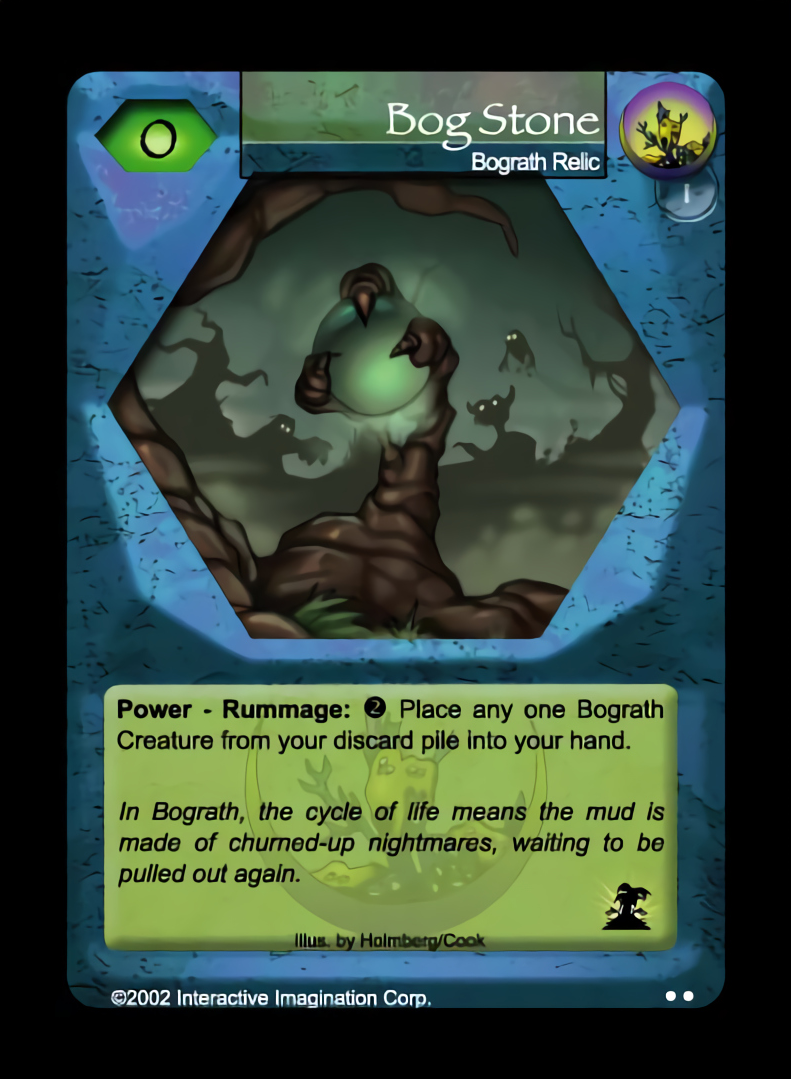 0
Bog Stone
Bograth Relic
1
Power - Rummage: ❷ Place any one Bograth
Creature from your discard pile into your hand.
In Bograth, the cycle of life means the mud is
made of churned-up nightmares, waiting to be
pulled out again.
Illus. by Holmberg/Cook
©2002 Interactive Imagination Corp.